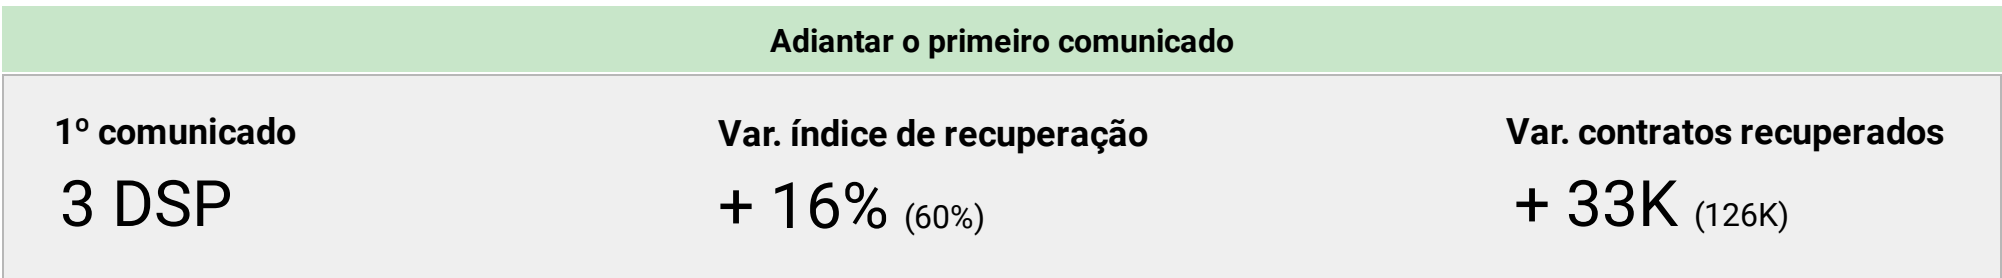 Adiantar o primeiro comunicado
1º comunicado
3 DSP
Var. índice de recuperação
+ 16% (60%)
Var. contratos recuperados
+ 33K (126K)